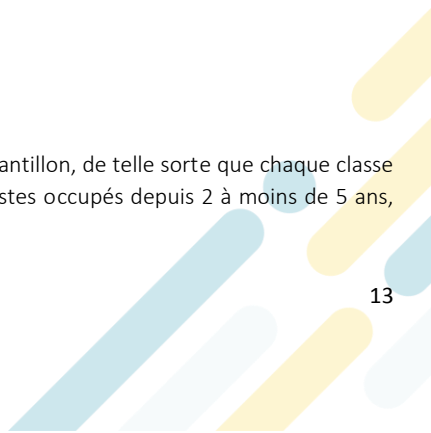 antillon, de telle sorte que chaque classe
stes occupés depuis 2 à moins de 5 ans,
13